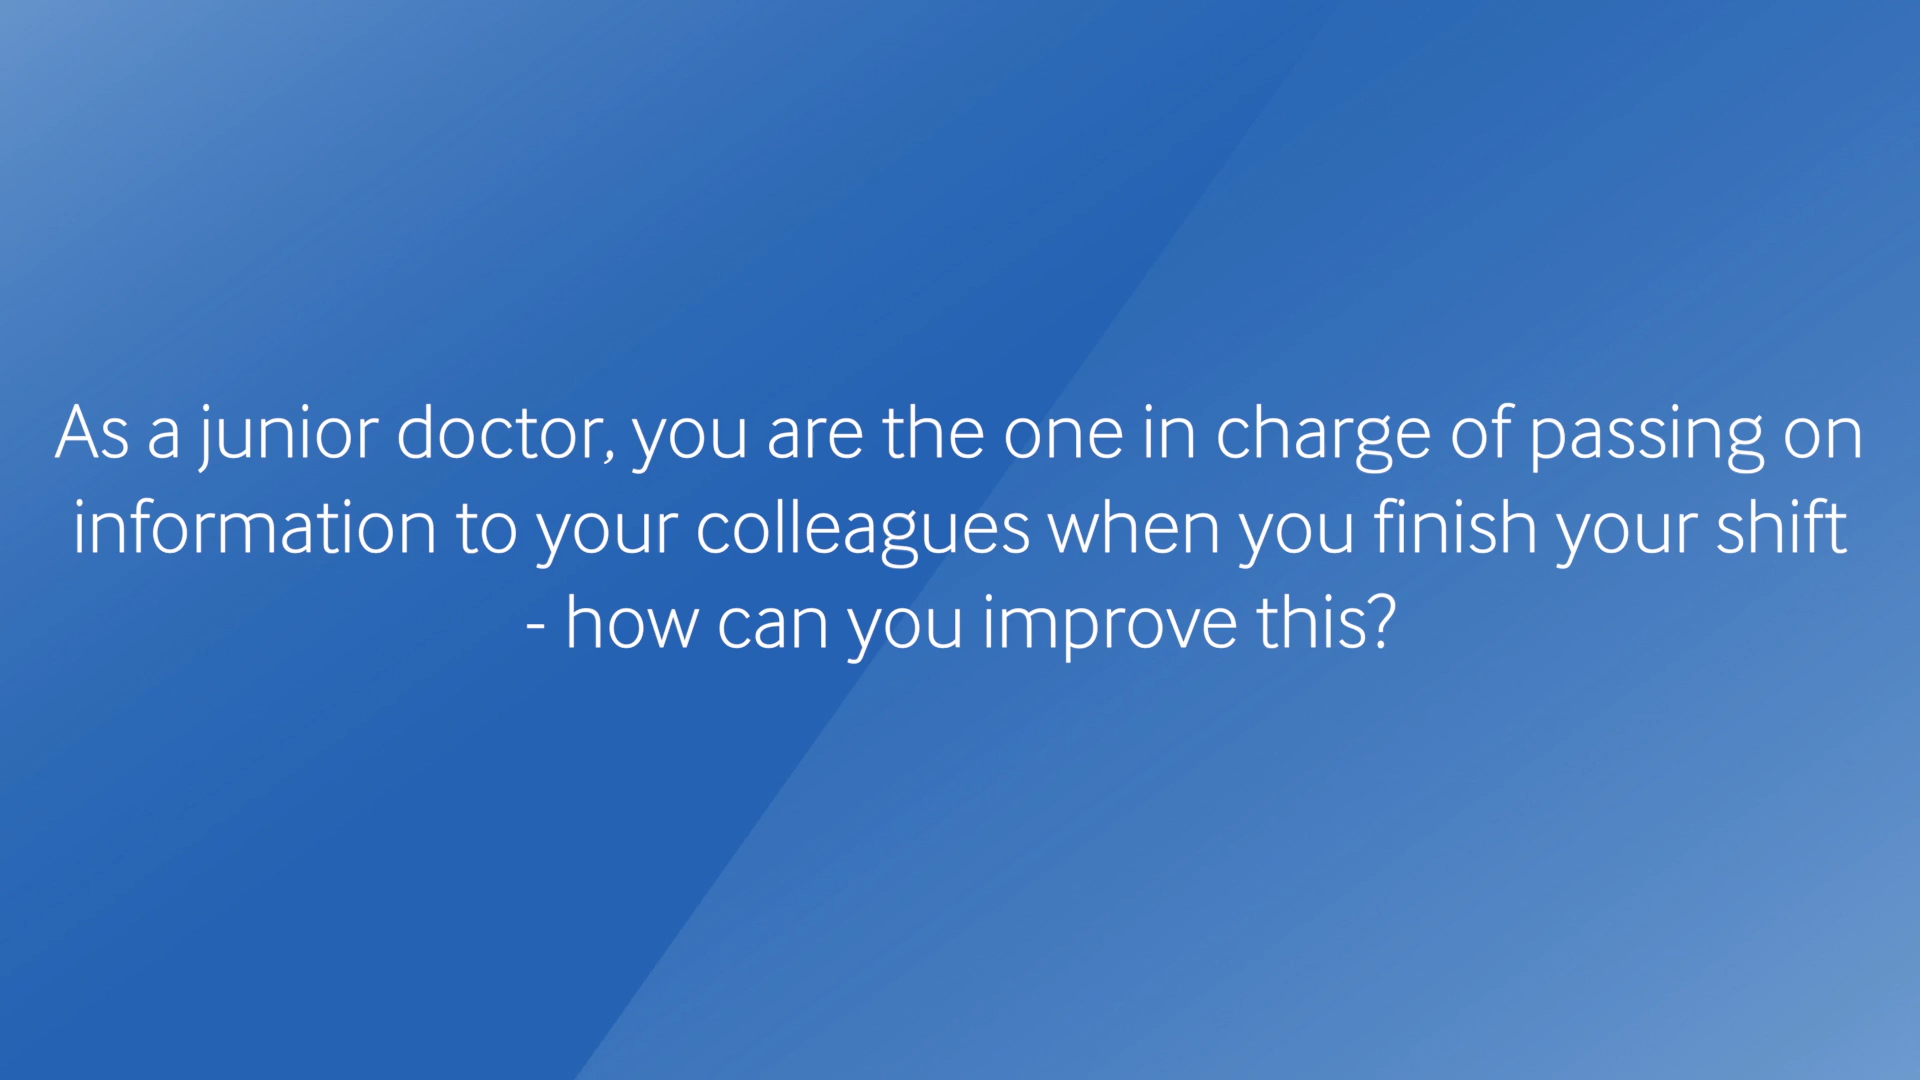 As a junior doctor, you are the one in charge of passing on
information to your colleagues when you finish your shift
- how can you improve this?